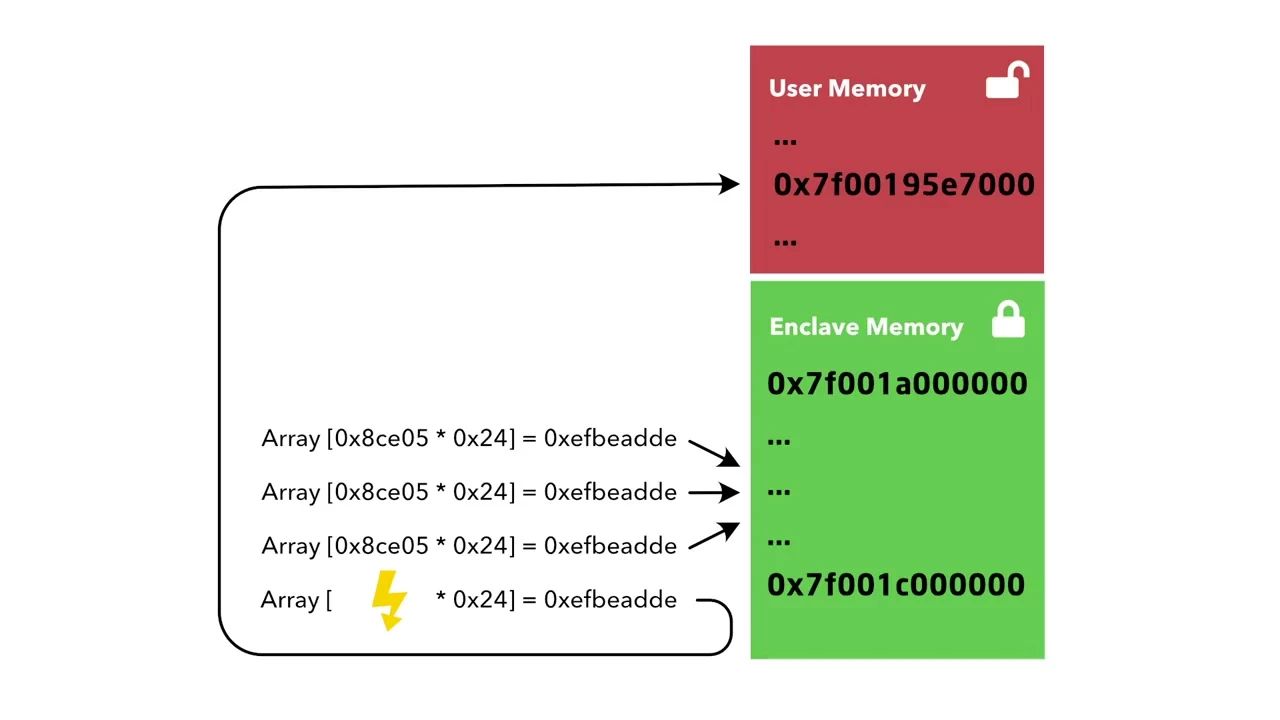 User Memory
...
0x7f00195e7000
...
Enclave Memory
0x7f001a000000
...
...
...
0x7f001c000000
Array [0x8ce05 * 0x24] = 0xefbeadde
Array [0x8ce05 * 0x24] = 0xefbeadde
Array [0x8ce05 * 0x24] = 0xefbeadde
Array [ * 0x24] = 0xefbeadde